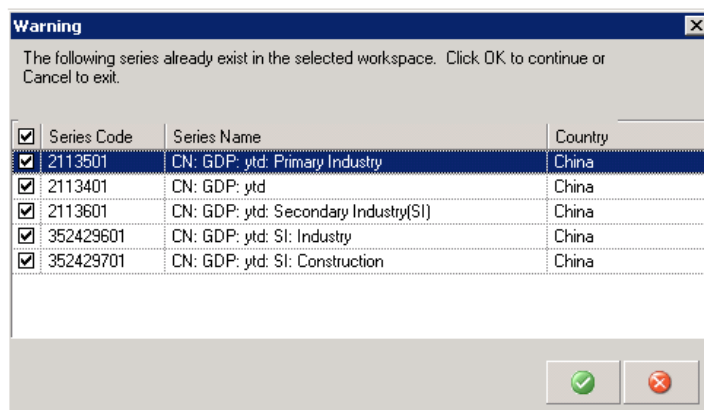 Warning
The following series already exist in the selected workspace. Click OK to continue or
Cancel to exit.
Series Code Series Name Country
2113501 CN: GDP: ytd: Primary Industry China
2113401 CN: GDP: ytd China
2113601 CN: GDP: ytd: Secondary Industry(SI) China
352429601 CN: GDP: ytd: SI: Industry China
352429701 CN: GDP: ytd: SI: Construction China